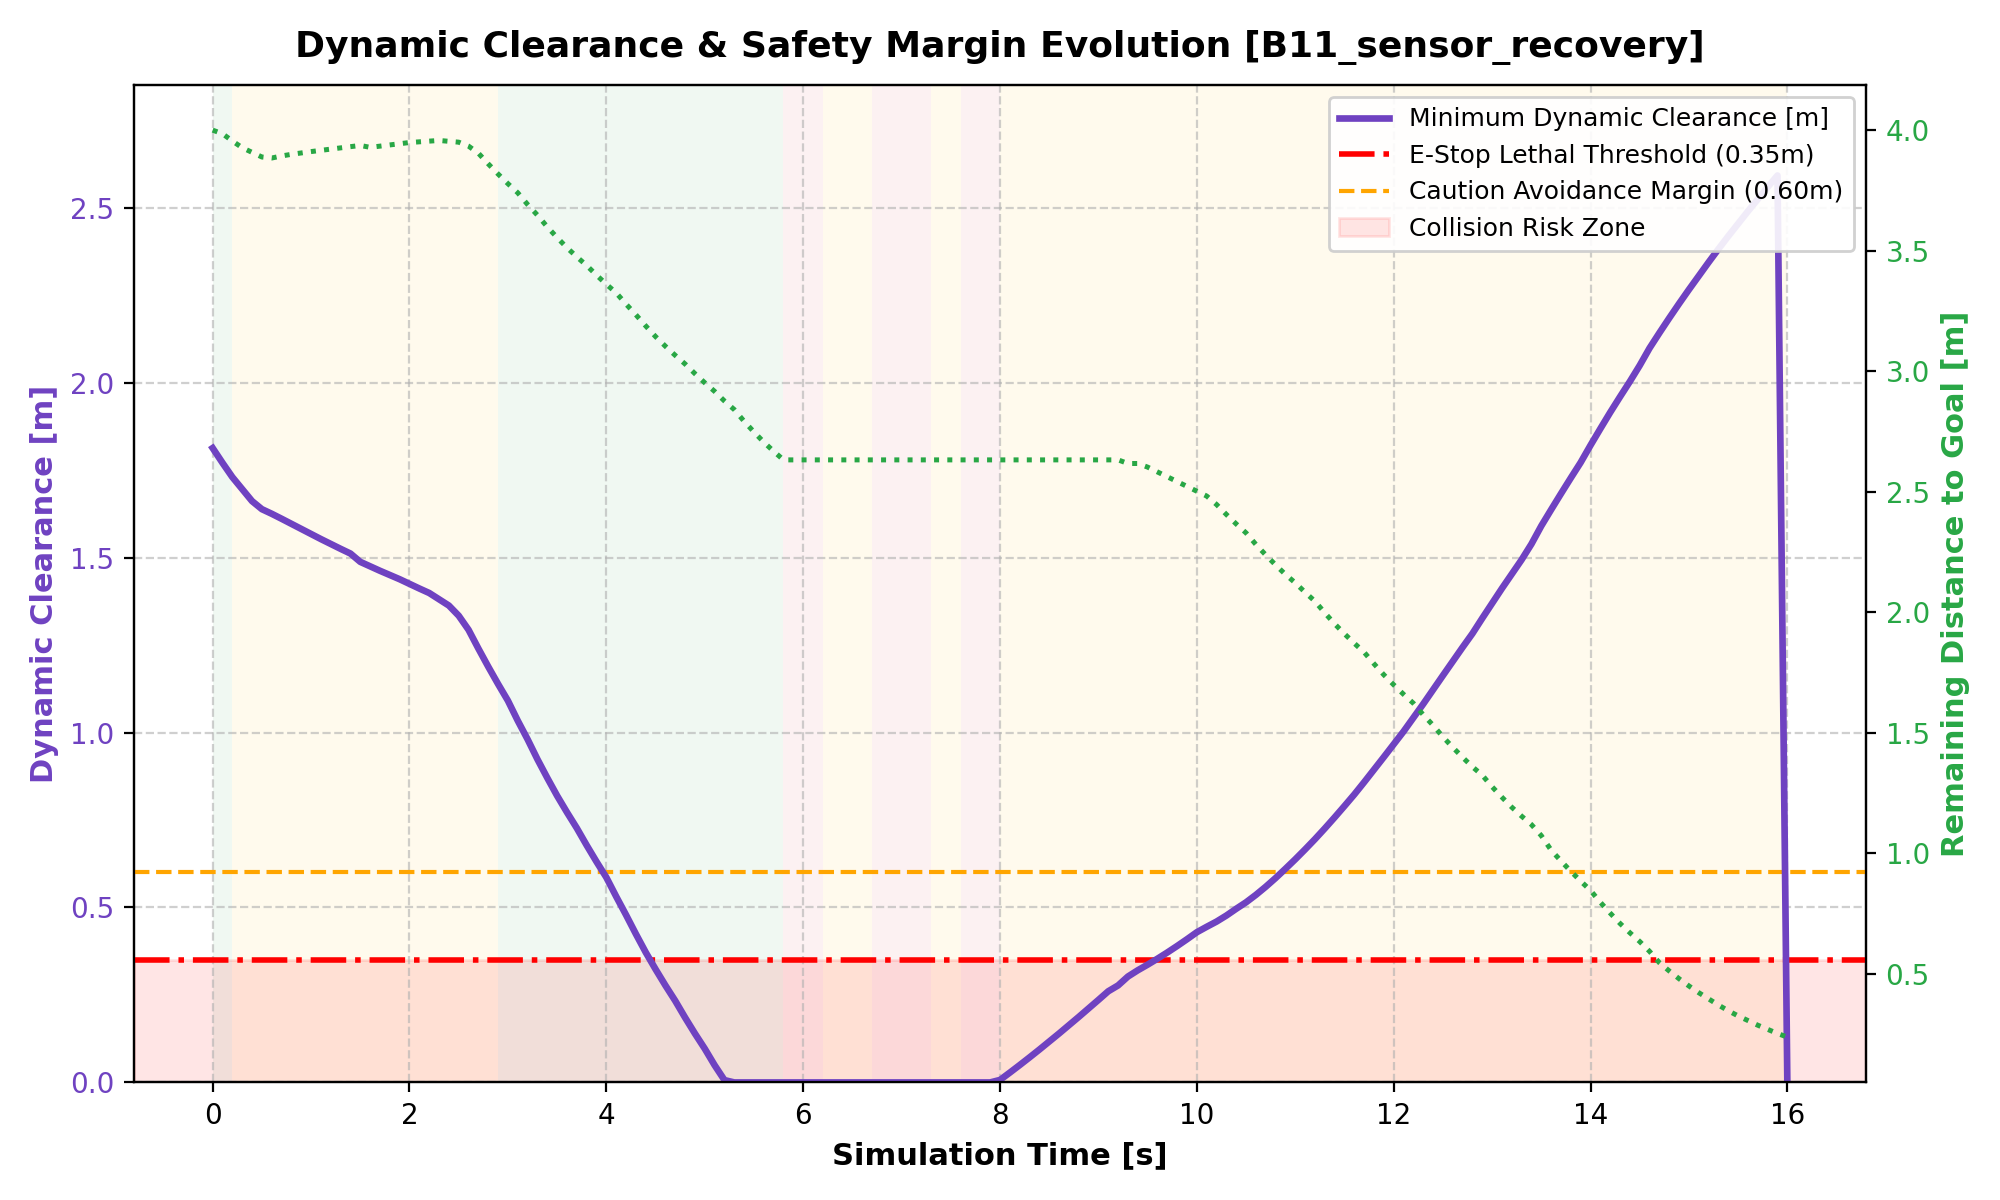 Dynamic Clearance & Safety Margin Evolution [B11_sensor_recovery]
Minimum Dynamic Clearance [m]
E-Stop Lethal Threshold (0.35m)
Caution Avoidance Margin (0.60m)
Collision Risk Zone
Dynamic Clearance [m]
2.5
2.0
1.5
1.0
0.5
0.0
Remaining Distance to Goal [m]
4.0
3.5
3.0
2.5
2.0
1.5
1.0
0.5
0 2 4 6 8 10 12 14 16
Simulation Time [s]